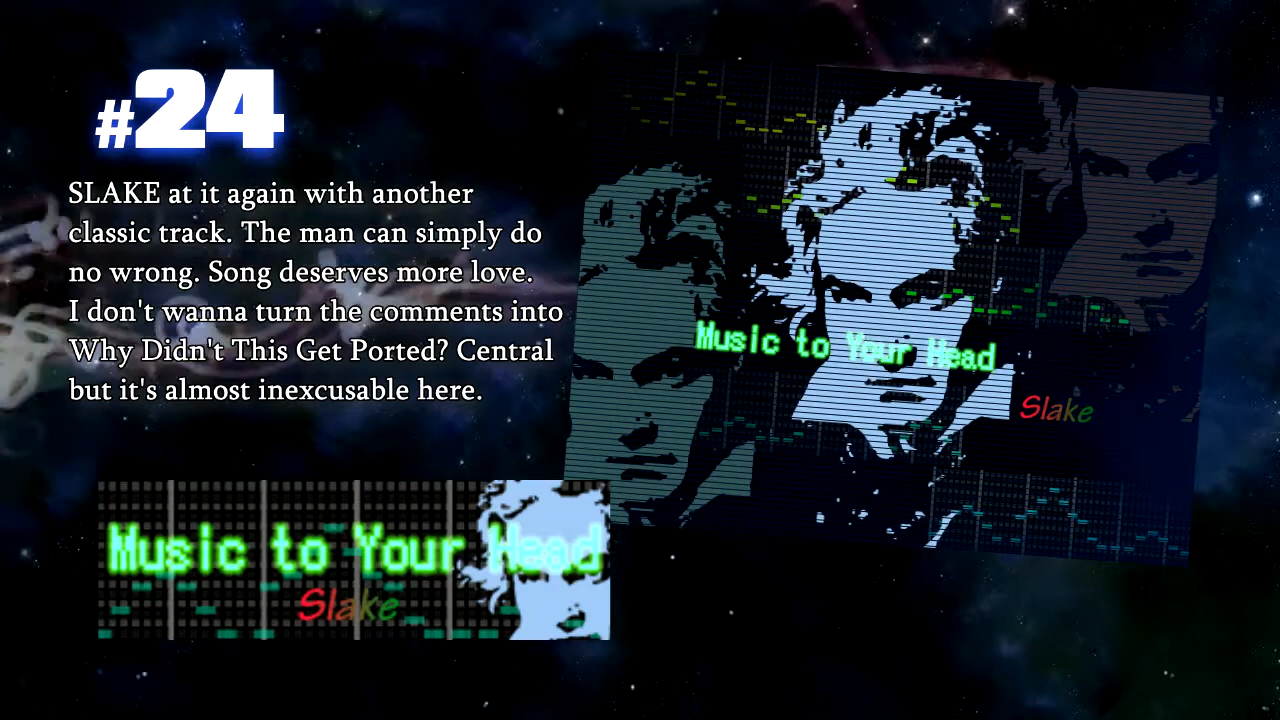 #24
SLAKE at it again with another
classic track. The man can simply do
no wrong. Song deserves more love.
I don't wanna turn the comments into
Why Didn't This Get Ported? Central
but it's almost inexcusable here.
Music to Your Head
Slake
Music to Your Head
Slake